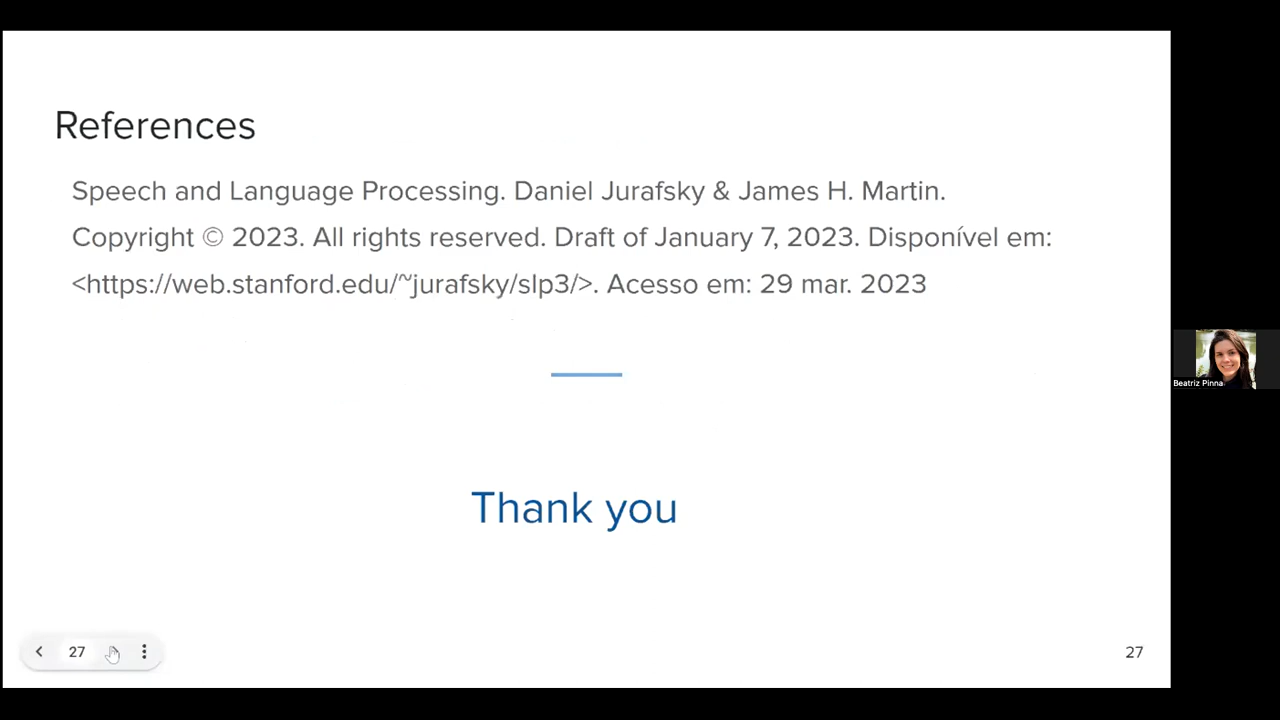 References
Speech and Language Processing. Daniel Jurafsky & James H. Martin.
Copyright © 2023. All rights reserved. Draft of January 7, 2023. Disponível em:
<https://web.stanford.edu/~jurafsky/slp3/>. Acesso em: 29 mar. 2023
Beatriz Pinna
Thank you
27
27